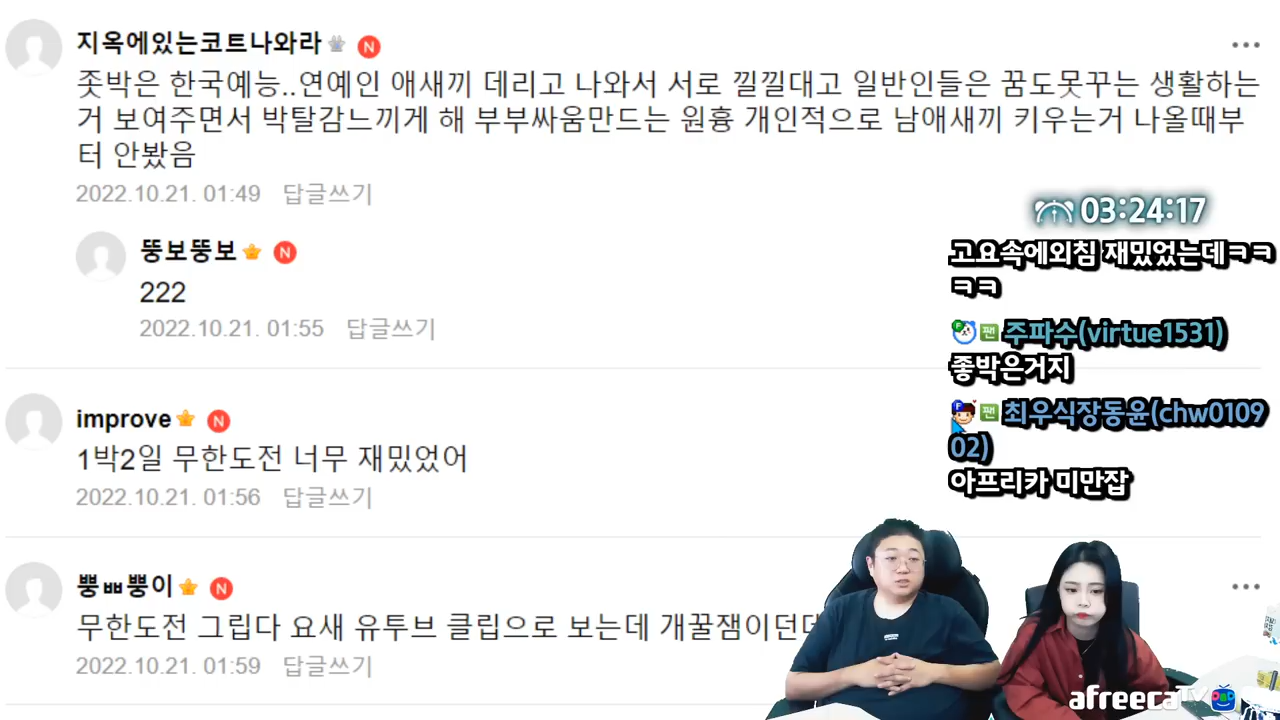 지옥에있는코트나와라 N
좃박은 한국예능..연예인 애새끼 데리고 나와서 서로 낄낄대고 일반인들은 꿈도못꾸는 생활하는
거 보여주면서 박탈감느끼게 해 부부싸움만드는 원흉 개인적으로 남애새끼 키우는거 나올때부
터 안봤음
2022.10.21. 01:49 답글쓰기
뚱보뚱보 N
222
2022.10.21. 01:55 답글쓰기
improve N
1박2일 무한도전 너무 재밌었어
2022.10.21. 01:56 답글쓰기
뿡ㅃ뿡이 N
무한도전 그립다 요새 유투브 클립으로 보는데 개꿀잼이던데
2022.10.21. 01:59 답글쓰기
03:24:17
고요속에외침 재밌었는데ㅋㅋ
ㅋㅋ
팬 주파수(virtue1531)
좋박은거지
팬 최우식장동윤(chw0109
02)
아프리카 미만잡
afreecaTV